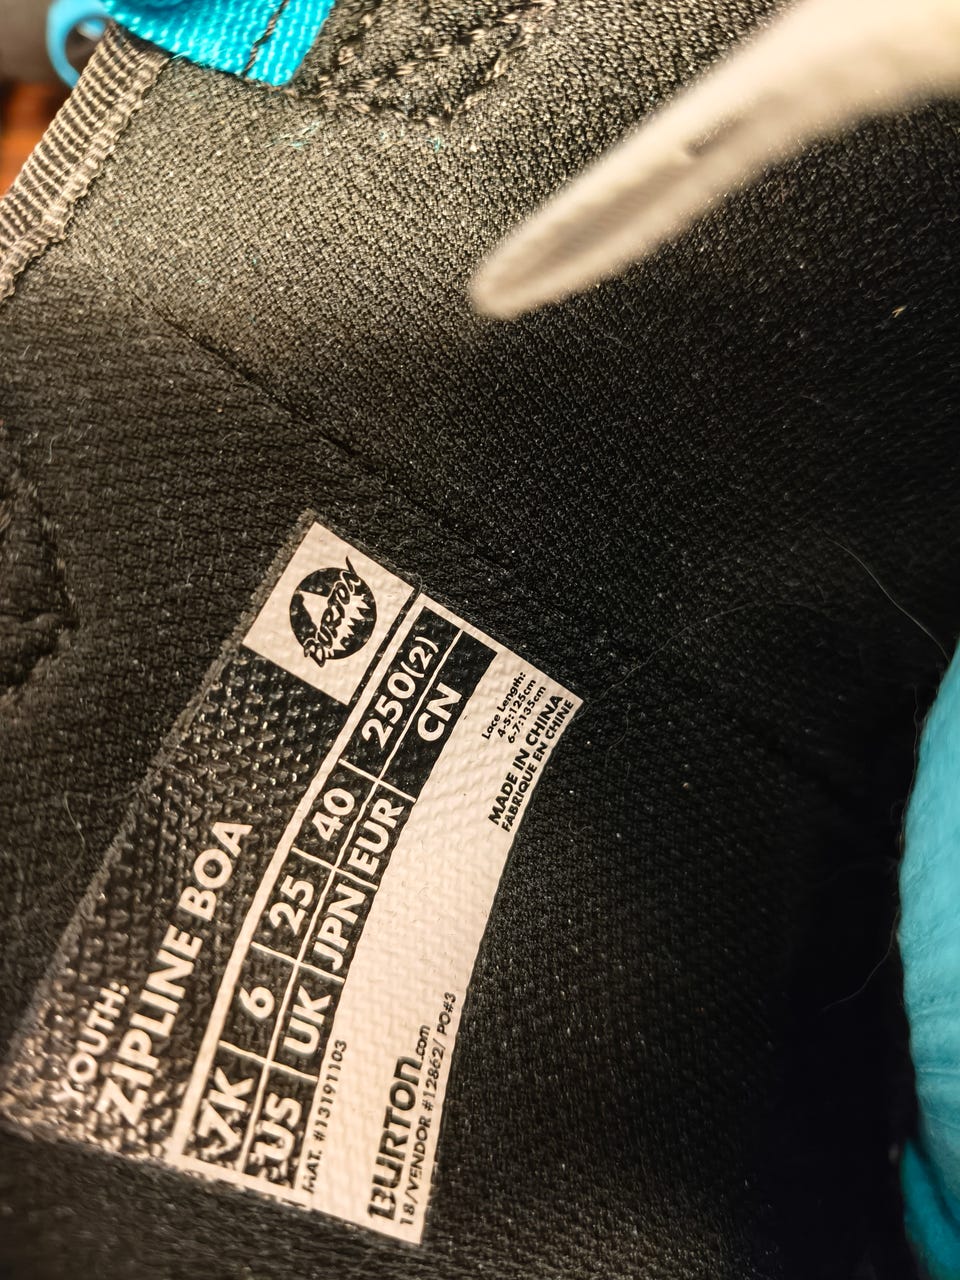 BURTON
YOUTH:
ZIPLINE BOA
7K 6 25 40 250(2)
US UK JPN EUR CN
MAT. #13191103
Lace Length:
4-5:125cm
6-7:135cm
MADE IN CHINA
FABRIQUE EN CHINE
BURTON.com
18/VENDOR #12862/ PO#3